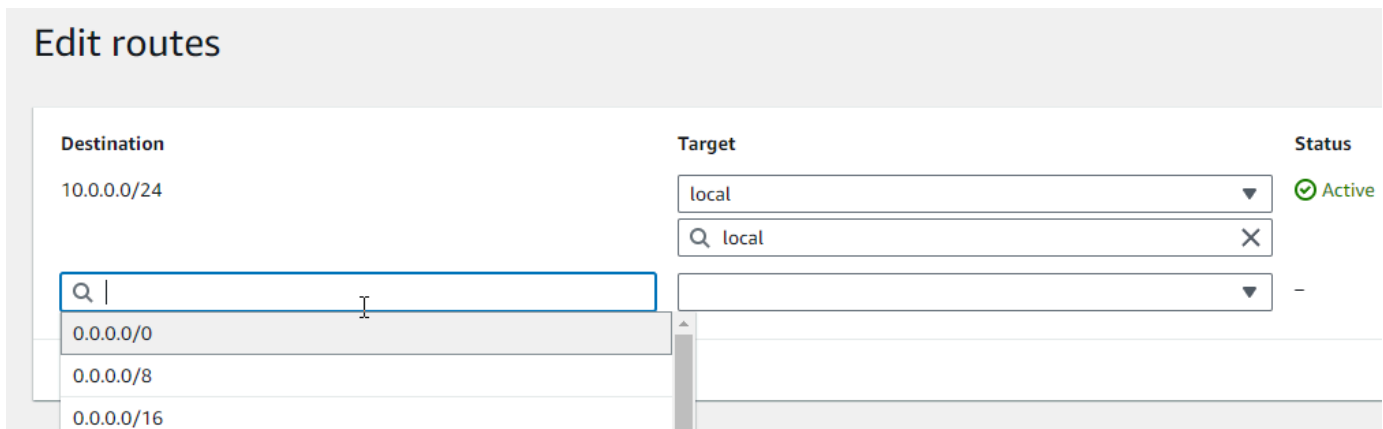 Edit routes
Destination Target Status
10.0.0.0/24 local Active
local
–
0.0.0.0/0
0.0.0.0/8
0.0.0.0/16